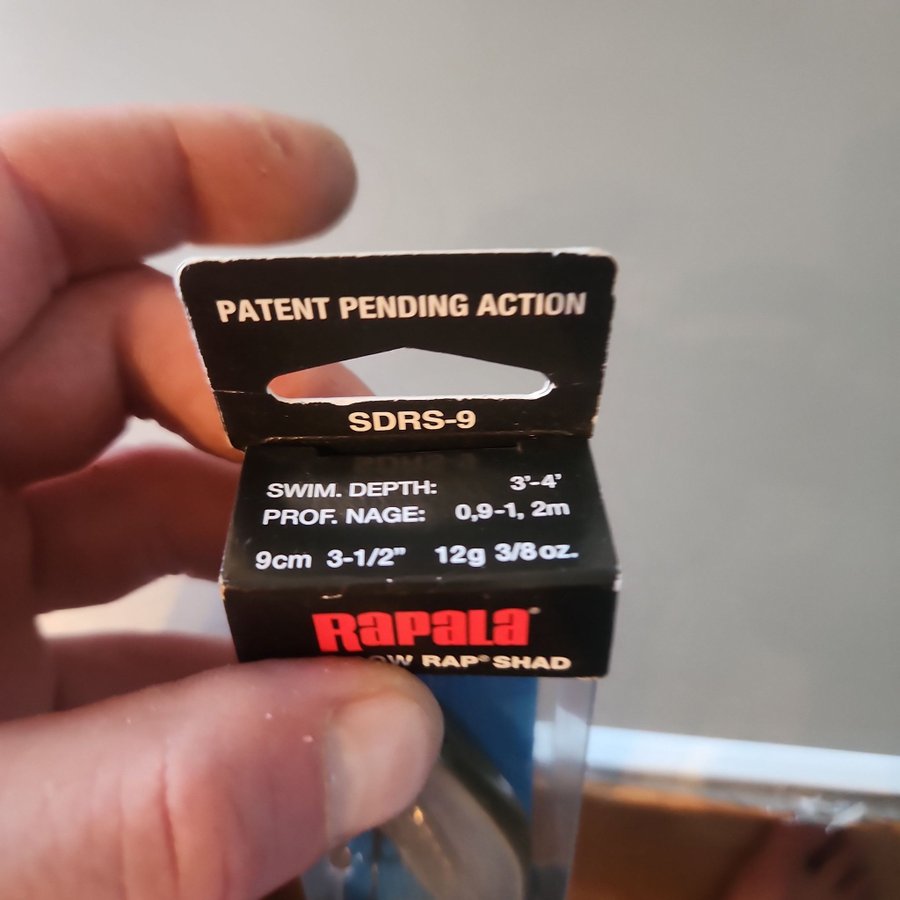 PATENT PENDING ACTION
SDRS-9
SWIM. DEPTH: 3'-4'
PROF. NAGE: 0,9-1, 2m
9cm 3-1/2" 12g 3/8oz.
RAPALA®
RAP® SHAD